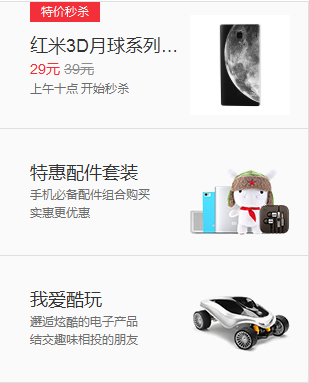 特价秒杀
红米3D月球系列…
29元 39元
上午十点 开始秒杀
特惠配件套装
手机必备配件组合购买
实惠更优惠
我爱酷玩
邂逅炫酷的电子产品
结交趣味相投的朋友